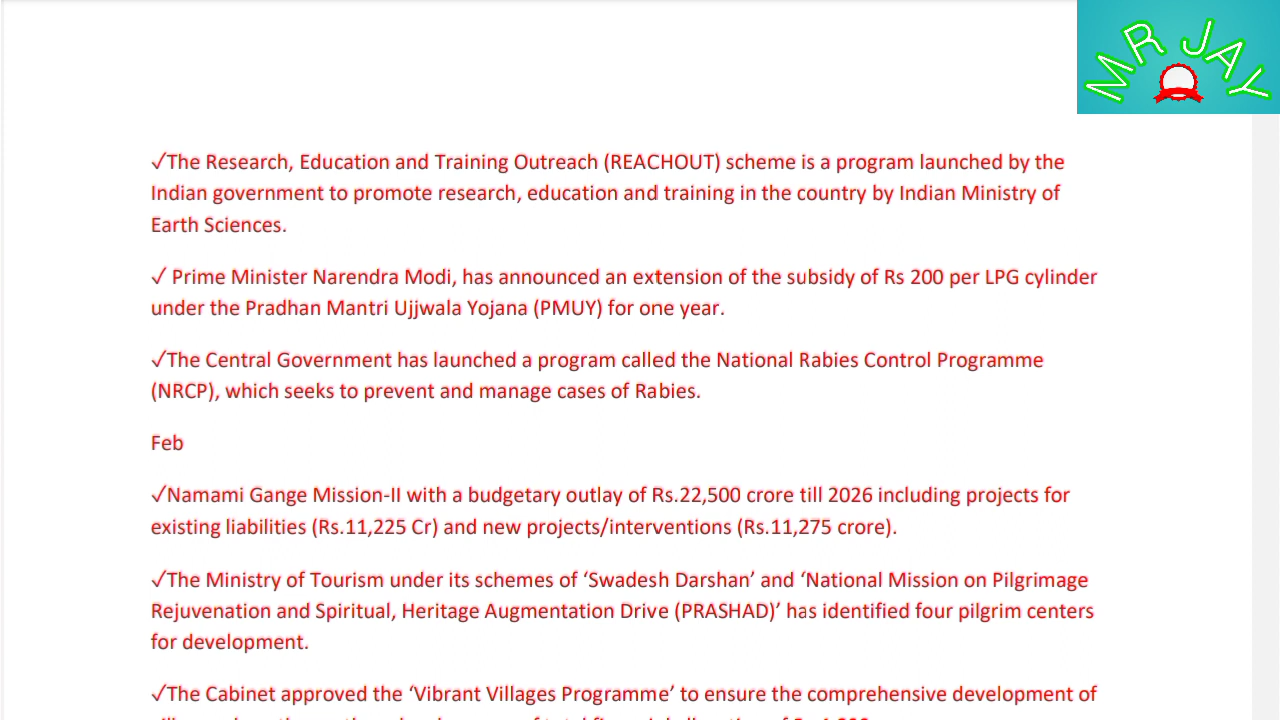 MR JAY
✓The Research, Education and Training Outreach (REACHOUT) scheme is a program launched by the
Indian government to promote research, education and training in the country by Indian Ministry of
Earth Sciences.
✓ Prime Minister Narendra Modi, has announced an extension of the subsidy of Rs 200 per LPG cylinder
under the Pradhan Mantri Ujjwala Yojana (PMUY) for one year.
✓The Central Government has launched a program called the National Rabies Control Programme
(NRCP), which seeks to prevent and manage cases of Rabies.
Feb
✓Namami Gange Mission-II with a budgetary outlay of Rs.22,500 crore till 2026 including projects for
existing liabilities (Rs.11,225 Cr) and new projects/interventions (Rs.11,275 crore).
✓The Ministry of Tourism under its schemes of ‘Swadesh Darshan’ and ‘National Mission on Pilgrimage
Rejuvenation and Spiritual, Heritage Augmentation Drive (PRASHAD)’ has identified four pilgrim centers
for development.
✓The Cabinet approved the ‘Vibrant Villages Programme’ to ensure the comprehensive development of